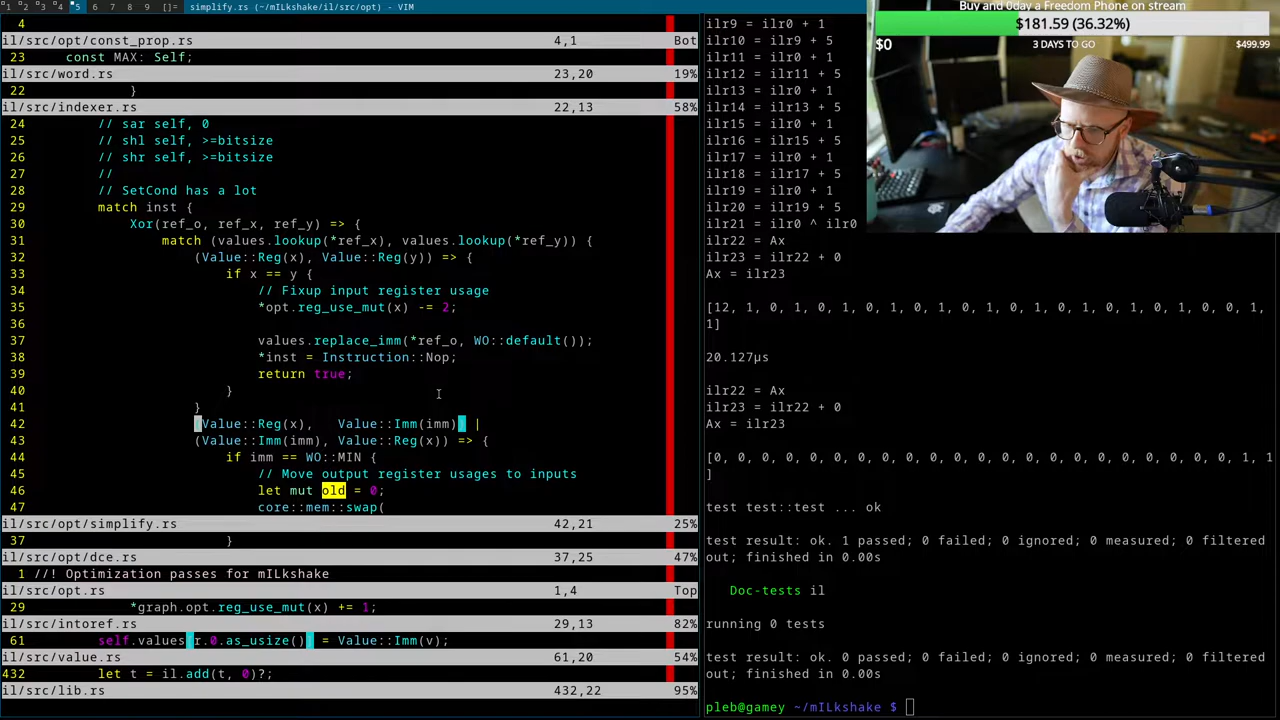 1 2 3 4 5 6 7 8 9 []= simplify.rs (~/mILkshake/il/src/opt) - VIM
4
il/src/opt/const_prop.rs 4,1 Bot
23 const MAX: Self;
il/src/word.rs 23,20 19%
22 }
il/src/indexer.rs 22,13 58%
24 // sar self, 0
25 // shl self, >=bitsize
26 // shr self, >=bitsize
27 //
28 // SetCond has a lot
29 match inst {
30 Xor(ref_o, ref_x, ref_y) => {
31 match (values.lookup(*ref_x), values.lookup(*ref_y)) {
32 (Value::Reg(x), Value::Reg(y)) => {
33 if x == y {
34 // Fixup input register usage
35 *opt.reg_use_mut(x) -= 2;
36
37 values.replace_imm(*ref_o, WO::default());
38 *inst = Instruction::Nop;
39 return true;
40 }
41 }
42 (Value::Reg(x), Value::Imm(imm)) |
43 (Value::Imm(imm), Value::Reg(x)) => {
44 if imm == WO::MIN {
45 // Move output register usages to inputs
46 let mut old = 0;
47 core::mem::swap(
il/src/opt/simplify.rs 42,21 25%
37 }
il/src/opt/dce.rs 37,25 47%
1 //! Optimization passes for mILkshake
il/src/opt.rs 1,4 Top
29 *graph.opt.reg_use_mut(x) += 1;
il/src/intoref.rs 29,13 82%
61 self.values[r.0.as_usize()] = Value::Imm(v);
il/src/value.rs 61,20 54%
432 let t = il.add(t, 0)?;
il/src/lib.rs 432,22 95%
ilr9 = ilr0 + 1
ilr10 = ilr9 + 5
ilr11 = ilr0 + 1
ilr12 = ilr11 + 5
ilr13 = ilr0 + 1
ilr14 = ilr13 + 5
ilr15 = ilr0 + 1
ilr16 = ilr15 + 5
ilr17 = ilr0 + 1
ilr18 = ilr17 + 5
ilr19 = ilr0 + 1
ilr20 = ilr19 + 5
ilr21 = ilr0 ^ ilr0
ilr22 = Ax
ilr23 = ilr22 + 0
Ax = ilr23
[12, 1, 0, 1, 0, 1, 0, 1, 0, 1, 0, 1, 0, 1, 0, 1, 0, 1, 0, 1, 0, 0, 1,
1]
20.127µs
ilr22 = Ax
ilr23 = ilr22 + 0
Ax = ilr23
[0, 0, 0, 0, 0, 0, 0, 0, 0, 0, 0, 0, 0, 0, 0, 0, 0, 0, 0, 0, 0, 0, 1, 1
]
test test::test ... ok
test result: ok. 1 passed; 0 failed; 0 ignored; 0 measured; 0 filtered
out; finished in 0.00s
Doc-tests il
running 0 tests
test result: ok. 0 passed; 0 failed; 0 ignored; 0 measured; 0 filtered
out; finished in 0.00s
pleb@gamey ~/mILkshake $
Buy and 0day a Freedom Phone on stream
$181.59 (36.32%)
$0 3 DAYS TO GO $499.99